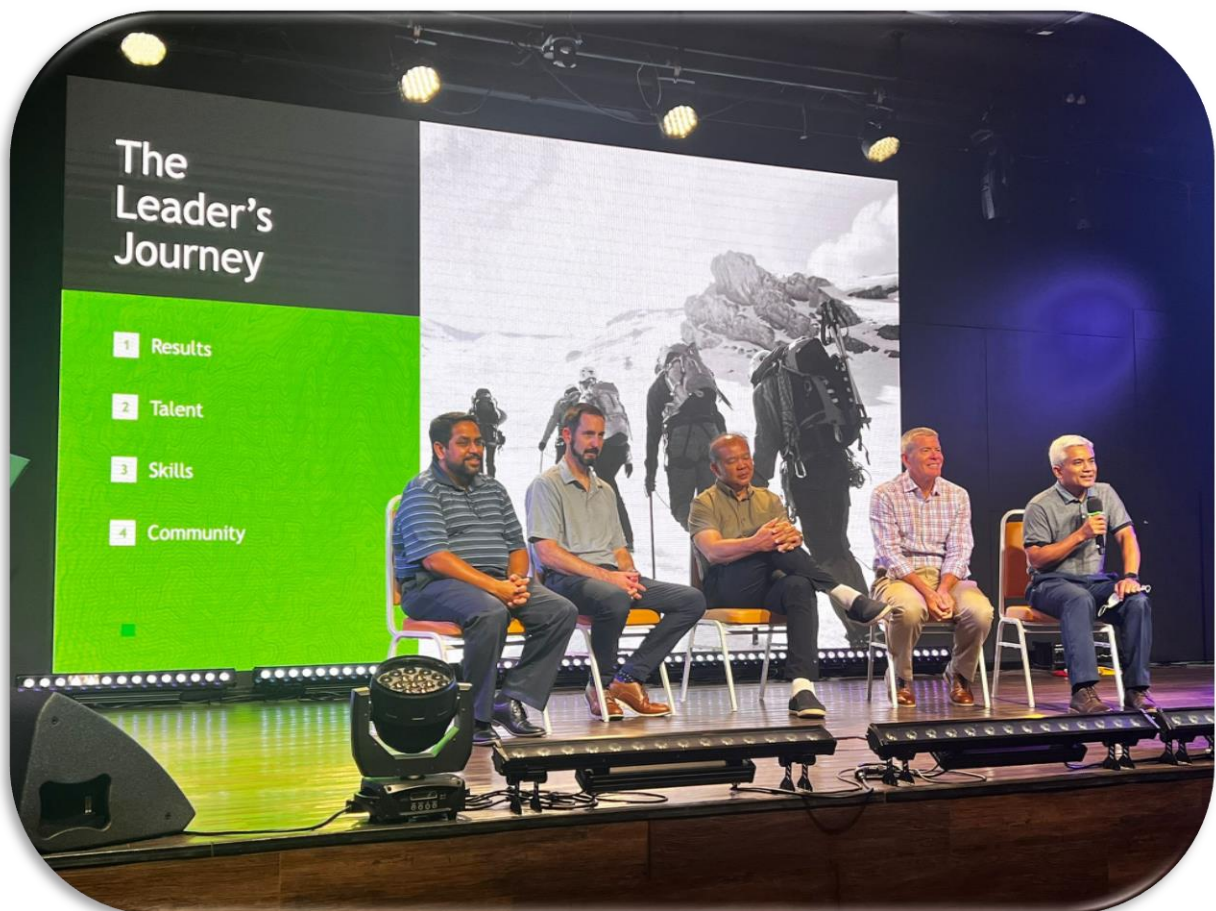 The
Leader's
Journey
1 Results
2 Talent
3 Skills
4 Community